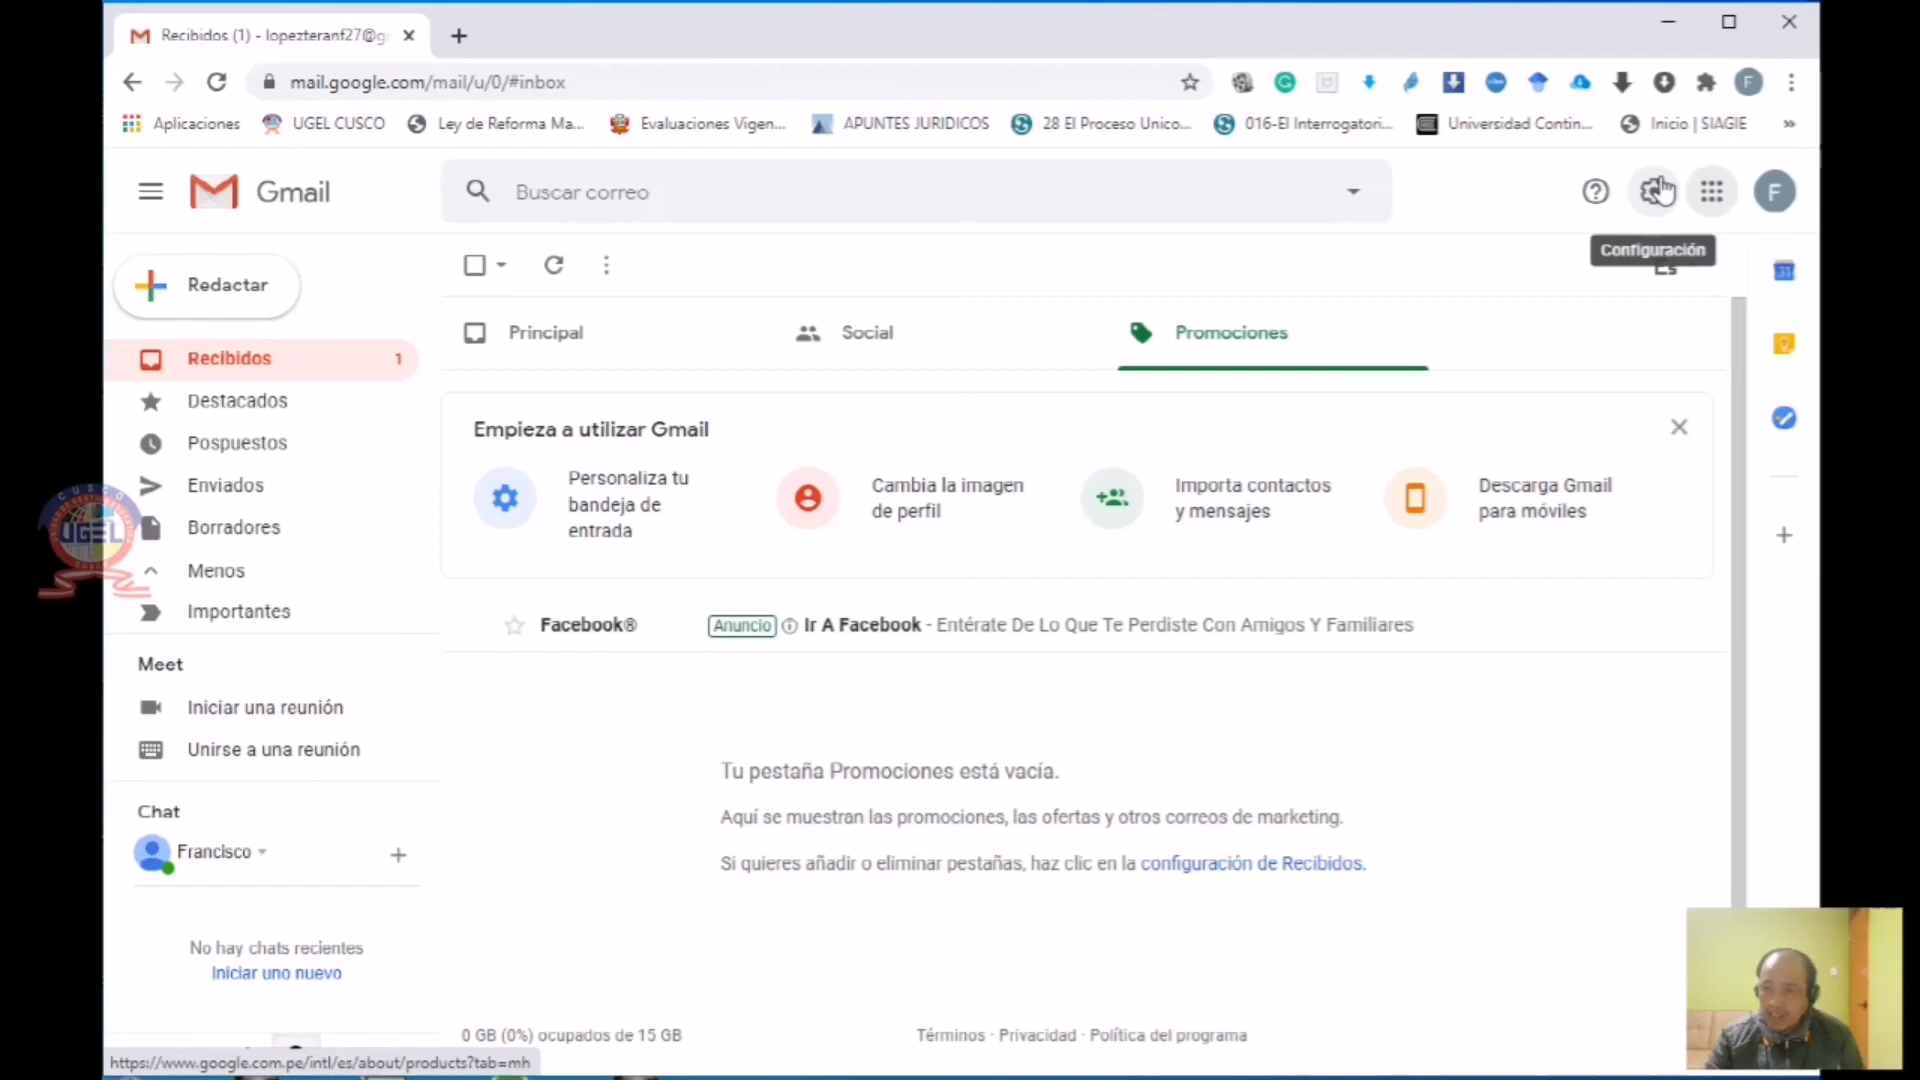 Recibidos (1) - lopezteranf27@g
mail.google.com/mail/u/0/#inbox
F
Aplicaciones
UGEL CUSCO
Ley de Reforma Ma...
Evaluaciones Vigen...
APUNTES JURIDICOS
28 El Proceso Unico...
016-El Interrogatori...
Universidad Contin...
Inicio | SIAGIE
»
Gmail
Buscar correo
F
Configuración
Es
Redactar
Principal
Social
Promociones
Recibidos 1
Destacados
Pospuestos
Enviados
Borradores
Menos
Importantes
Empieza a utilizar Gmail
Personaliza tu
bandeja de
entrada
Cambia la imagen
de perfil
Importa contactos
y mensajes
Descarga Gmail
para móviles
Facebook®
Anuncio
Ir A Facebook - Entérate De Lo Que Te Perdiste Con Amigos Y Familiares
Meet
Iniciar una reunión
Unirse a una reunión
Tu pestaña Promociones está vacía.
Aquí se muestran las promociones, las ofertas y otros correos de marketing.
Si quieres añadir o eliminar pestañas, haz clic en la configuración de Recibidos.
Chat
Francisco
No hay chats recientes
Iniciar uno nuevo
0 GB (0%) ocupados de 15 GB
Términos · Privacidad · Política del programa
https://www.google.com.pe/intl/es/about/products?tab=mh
31
CUSCO
UGEL